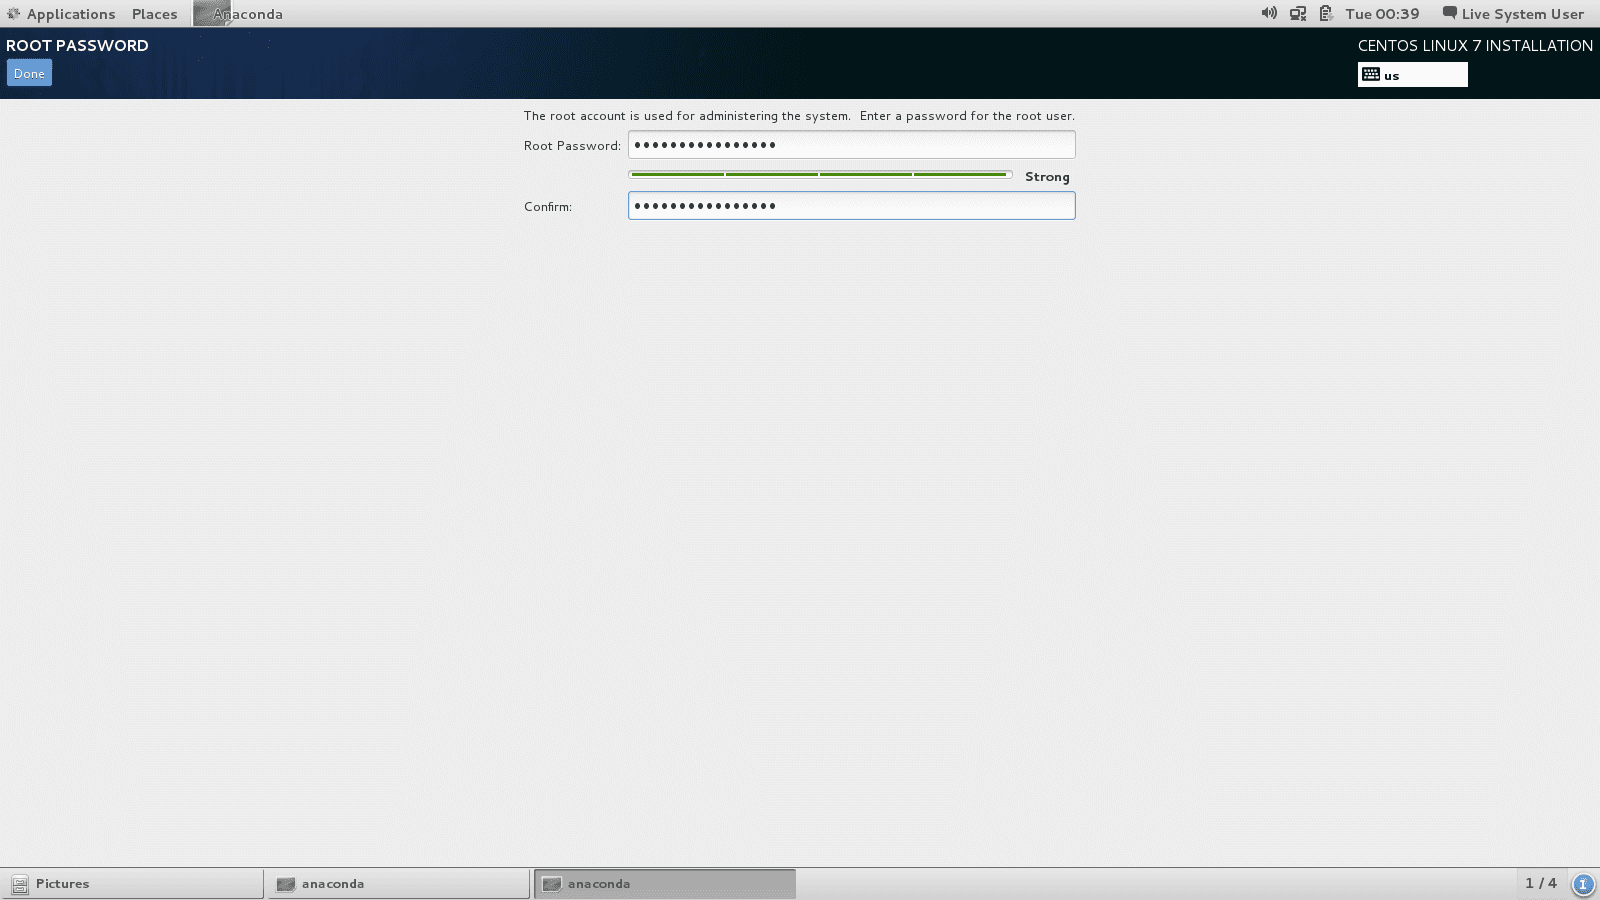 Applications Places Anaconda Tue 00:39 Live System User
ROOT PASSWORD CENTOS LINUX 7 INSTALLATION
Done us
The root account is used for administering the system. Enter a password for the root user.
Root Password: ••••••••••••••••
Strong
Confirm: ••••••••••••••••
Pictures anaconda anaconda 1 / 4